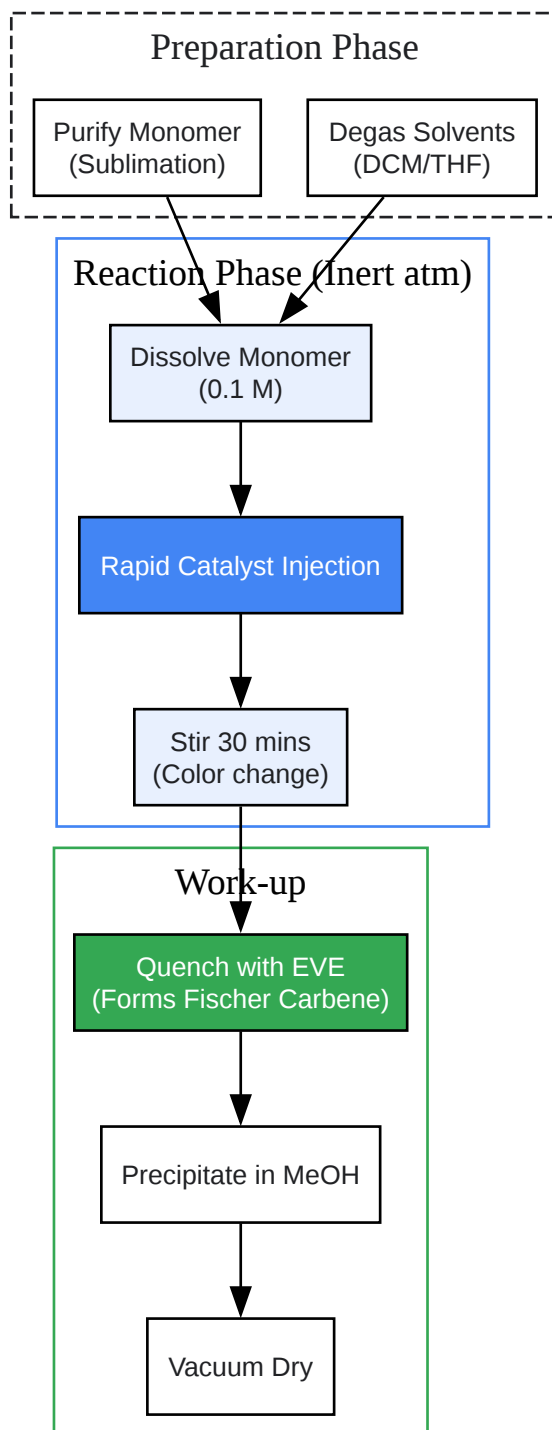 Preparation Phase
Purify Monomer
(Sublimation)
Degas Solvents
(DCM/THF)
Reaction Phase (Inert atm)
Dissolve Monomer
(0.1 M)
Rapid Catalyst Injection
Stir 30 mins
(Color change)
Work-up
Quench with EVE
(Forms Fischer Carbene)
Precipitate in MeOH
Vacuum Dry